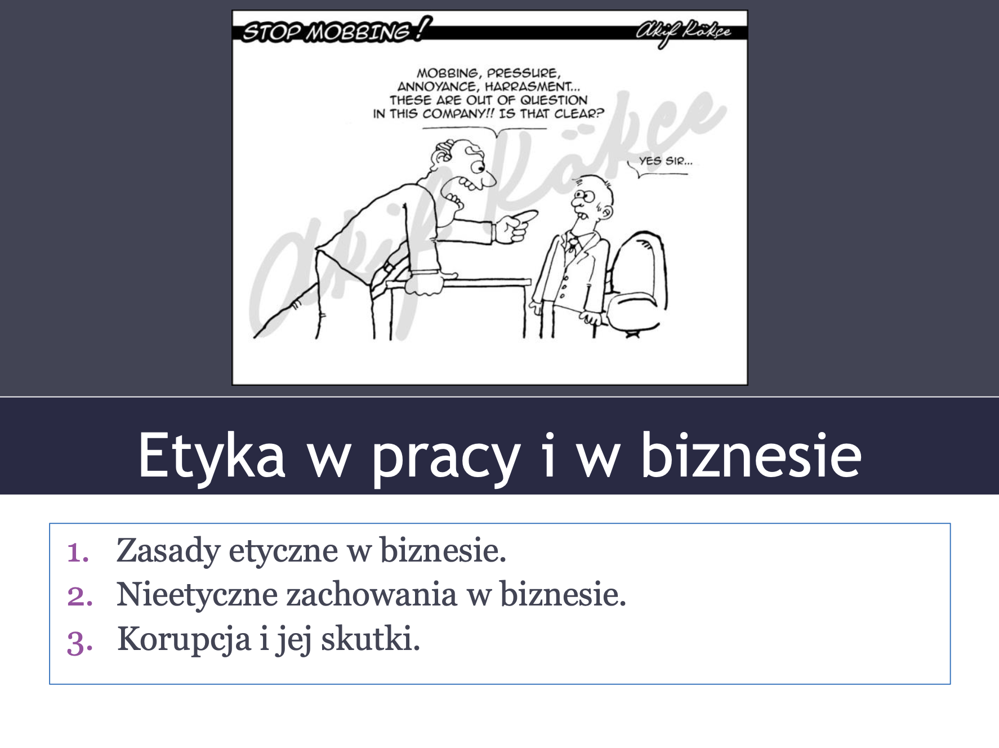 STOP MOBBING!
Akif Kökçe
MOBBING, PRESSURE,
ANNOYANCE, HARRASMENT...
THESE ARE OUT OF QUESTION
IN THIS COMPANY!! IS THAT CLEAR?
YES SIR...
Akif Kökçe
Etyka w pracy i w biznesie
1. Zasady etyczne w biznesie.
2. Nieetyczne zachowania w biznesie.
3. Korupcja i jej skutki.